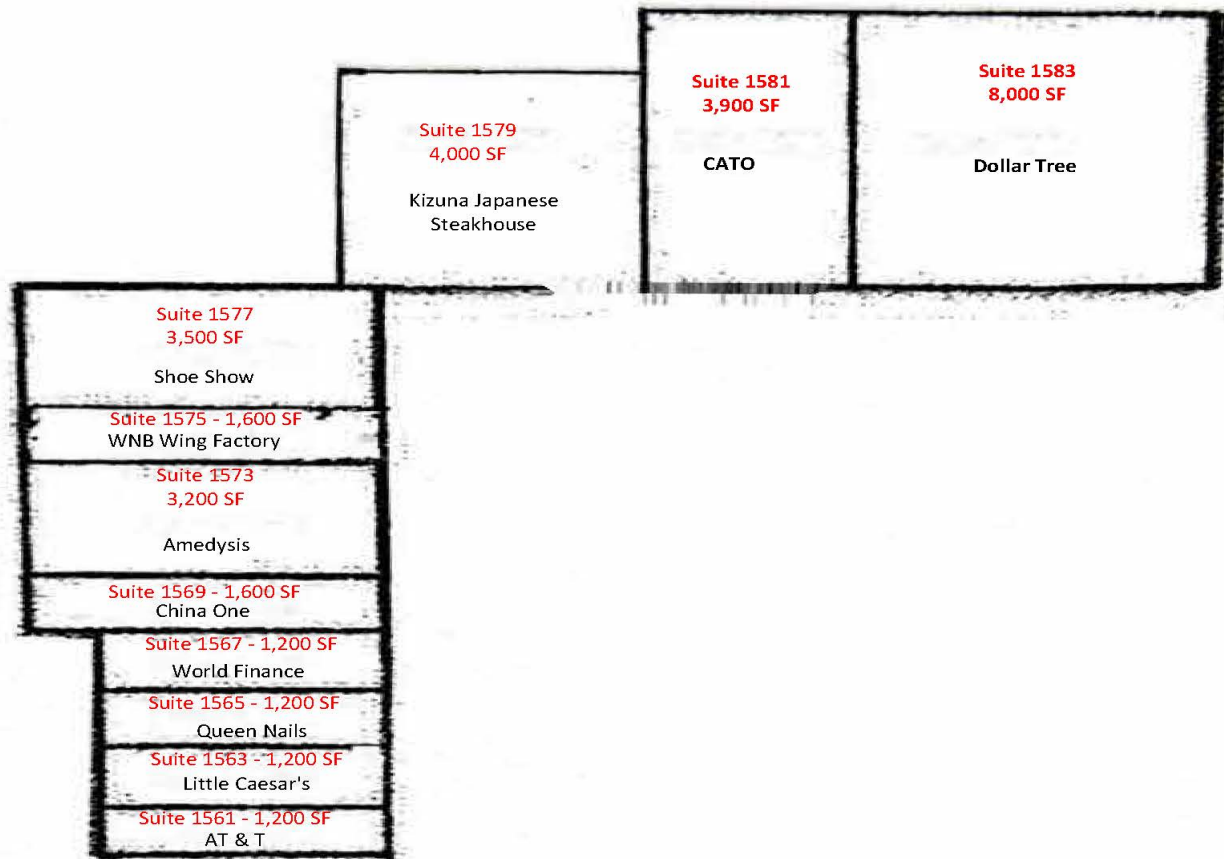 Suite 1583
8,000 SF
Dollar Tree
Suite 1581
3,900 SF
CATO
Suite 1579
4,000 SF
Kizuna Japanese
Steakhouse
Suite 1577
3,500 SF
Shoe Show
Suite 1575 - 1,600 SF
WNB Wing Factory
Suite 1573
3,200 SF
Amedysis
Suite 1569 - 1,600 SF
China One
Suite 1567 - 1,200 SF
World Finance
Suite 1565 - 1,200 SF
Queen Nails
Suite 1563 - 1,200 SF
Little Caesar's
Suite 1561 - 1,200 SF
AT & T